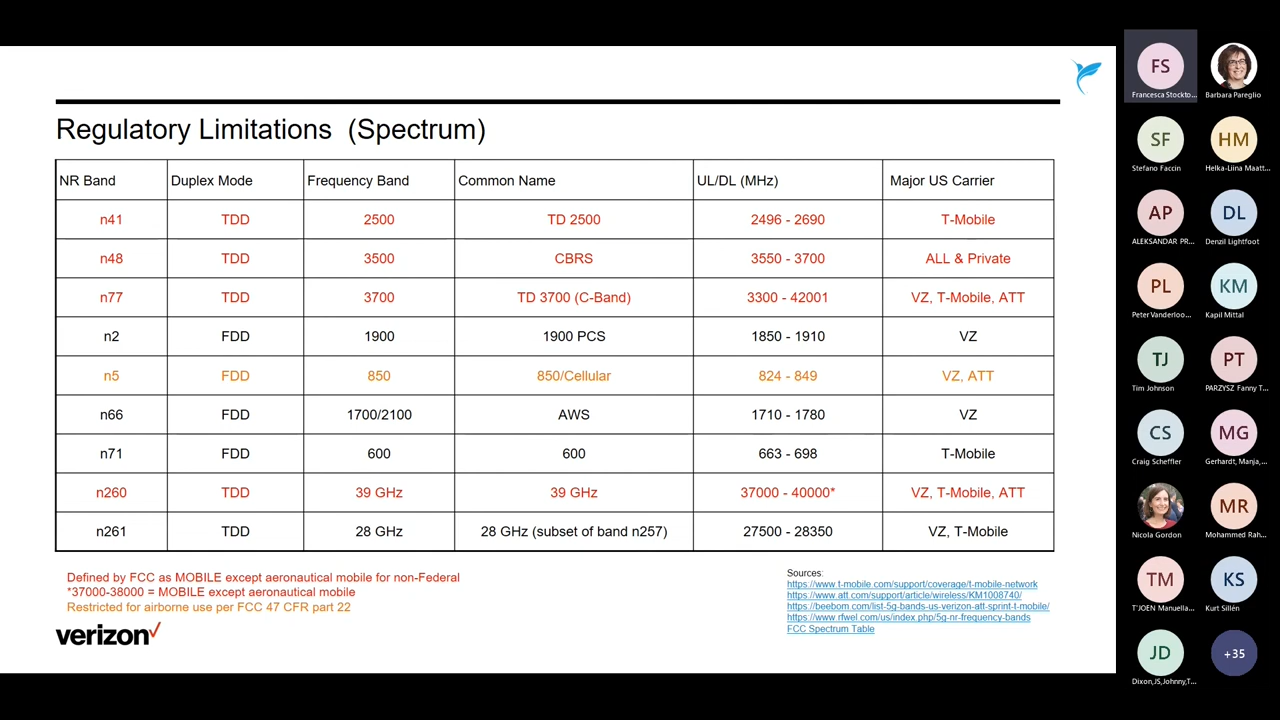 Regulatory Limitations (Spectrum)
NR Band Duplex Mode Frequency Band Common Name UL/DL (MHz) Major US Carrier
n41 TDD 2500 TD 2500 2496 - 2690 T-Mobile
n48 TDD 3500 CBRS 3550 - 3700 ALL & Private
n77 TDD 3700 TD 3700 (C-Band) 3300 - 42001 VZ, T-Mobile, ATT
n2 FDD 1900 1900 PCS 1850 - 1910 VZ
n5 FDD 850 850/Cellular 824 - 849 VZ, ATT
n66 FDD 1700/2100 AWS 1710 - 1780 VZ
n71 FDD 600 600 663 - 698 T-Mobile
n260 TDD 39 GHz 39 GHz 37000 - 40000* VZ, T-Mobile, ATT
n261 TDD 28 GHz 28 GHz (subset of band n257) 27500 - 28350 VZ, T-Mobile
Defined by FCC as MOBILE except aeronautical mobile for non-Federal
*37000-38000 = MOBILE except aeronautical mobile
Restricted for airborne use per FCC 47 CFR part 22
verizon
Sources:
https://www.t-mobile.com/support/coverage/t-mobile-network
https://www.att.com/support/article/wireless/KM1008740/
https://beebom.com/list-5g-bands-us-verizon-att-sprint-t-mobile/
https://www.rfwel.com/us/index.php/5g-nr-frequency-bands
FCC Spectrum Table
FS
Francesca Stockto... Barbara Pareglio
SF HM
Stefano Faccin Helka-Liina Maatt...
AP DL
ALEKSANDAR PR... Denzil Lightfoot
PL KM
Peter Vanderloo... Kapil Mittal
TJ PT
Tim Johnson PARZYSZ Fanny T...
CS MG
Craig Scheffler Gerhardt, Manja,...
MR
Nicola Gordon Mohammed Rah...
TM KS
T'JOEN Manuella... Kurt Sillén
JD +35
Dixon,JS,Johnny,T...